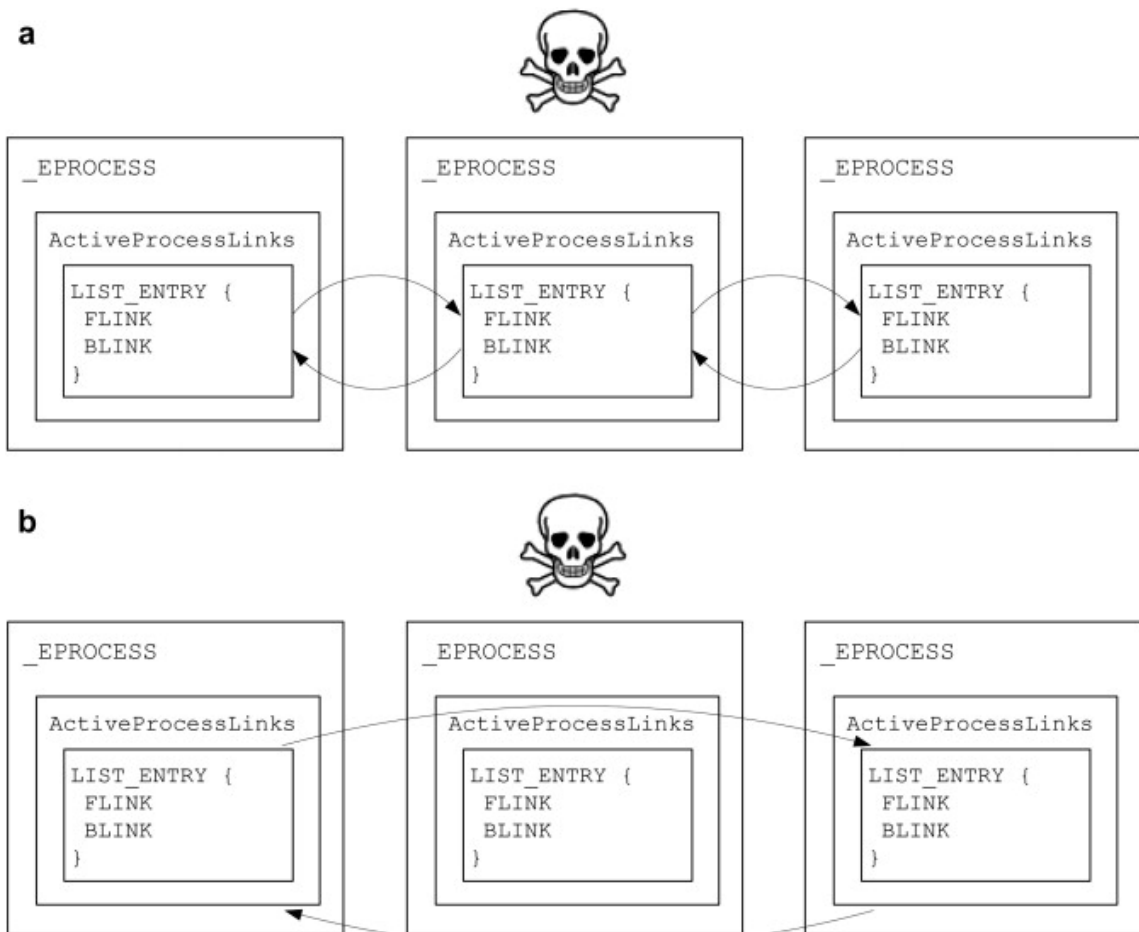 a
_EPROCESS
_EPROCESS
_EPROCESS
ActiveProcessLinks
ActiveProcessLinks
ActiveProcessLinks
LIST_ENTRY {
FLINK
BLINK
}
LIST_ENTRY {
FLINK
BLINK
}
LIST_ENTRY {
FLINK
BLINK
}
b
_EPROCESS
_EPROCESS
_EPROCESS
ActiveProcessLinks
ActiveProcessLinks
ActiveProcessLinks
LIST_ENTRY {
FLINK
BLINK
}
LIST_ENTRY {
FLINK
BLINK
}
LIST_ENTRY {
FLINK
BLINK
}